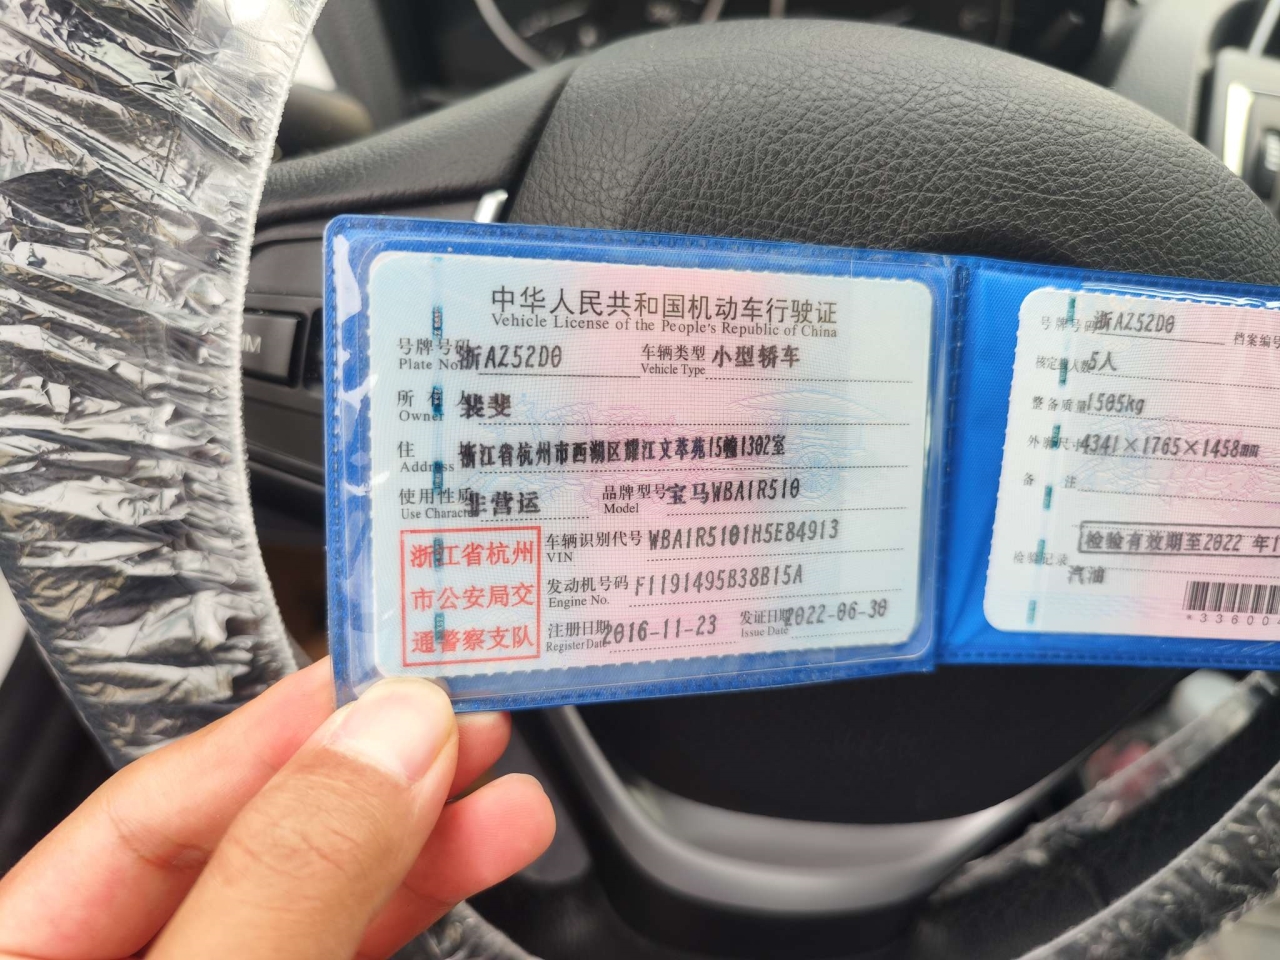 中华人民共和国机动车行驶证
Vehicle License of the People's Republic of China
号牌号码 浙AZ52D0 车辆类型 小型轿车
Plate No. Vehicle Type
所有人 裴斐
Owner
住 浙江省杭州市西湖区耀江文萃苑15幢1302室
Address
使用性质 非营运 品牌型号 宝马WBA1R510
Use Character Model
浙江省杭州
市公安局交
通警察支队
车辆识别代号 WBA1R5101H5E84913
VIN
发动机号码 F1191495B38B15A
Engine No.
注册日期 2016-11-23 发证日期 2022-06-30
Register Date Issue Date
号牌号码 浙AZ52D0 档案编号
核定载人数 5人
整备质量 1505kg
外廓尺寸 4341×1765×1458mm
备注
检验有效期至2022年1
检验记录
汽油
*33600